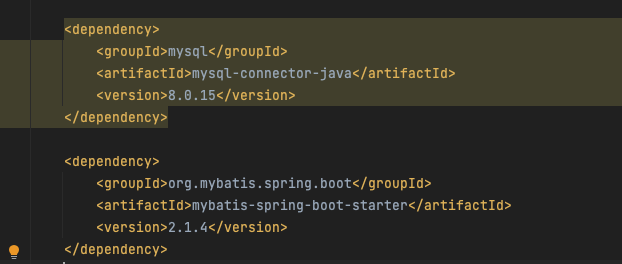 <dependency>
<groupId>mysql</groupId>
<artifactId>mysql-connector-java</artifactId>
<version>8.0.15</version>
</dependency>
<dependency>
<groupId>org.mybatis.spring.boot</groupId>
<artifactId>mybatis-spring-boot-starter</artifactId>
<version>2.1.4</version>
</dependency>